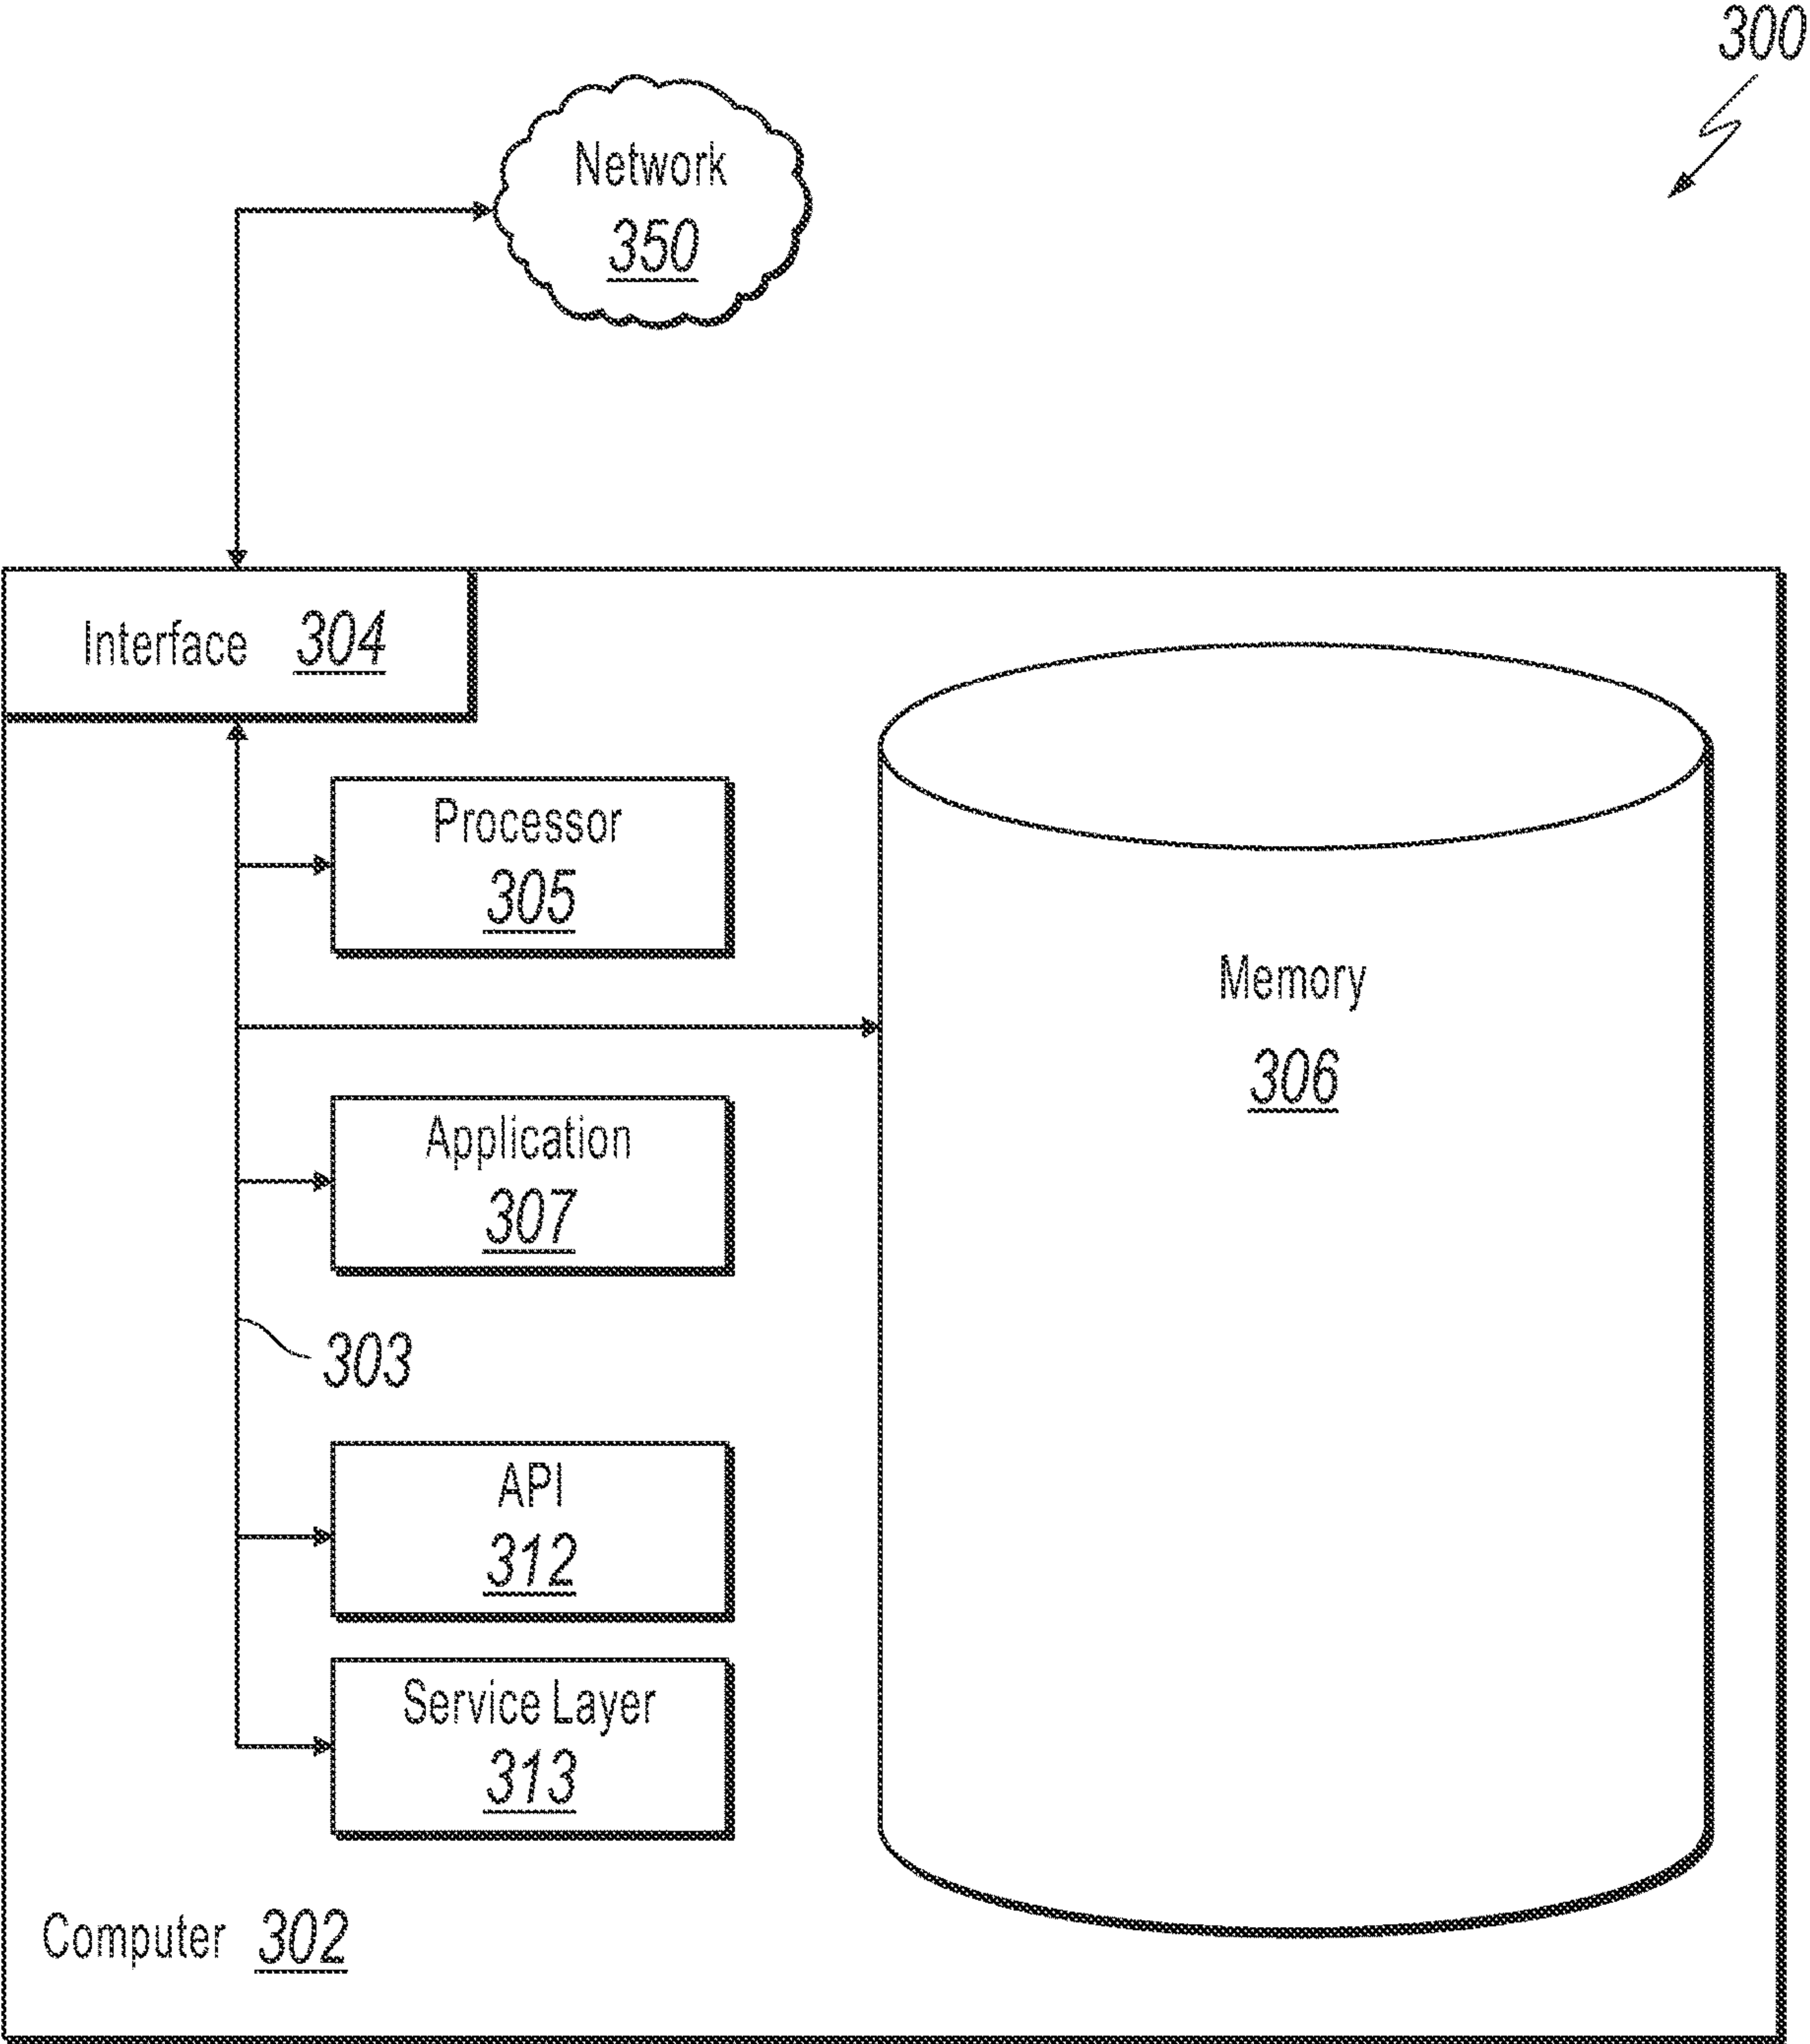 300
Network
350
Interface 304
Processor
305
Memory
306
Application
307
303
API
312
Service Layer
313
Computer 302